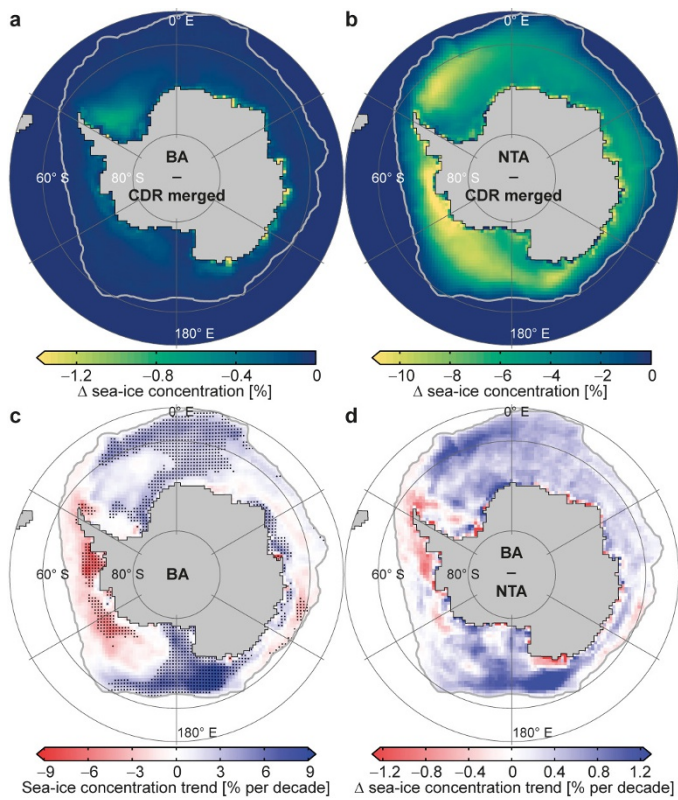 a
0° E
60° S
80° S
BA
–
CDR merged
180° E
−1.2
−0.8
−0.4
0
Δ sea-ice concentration [%]
b
0° E
60° S
80° S
NTA
–
CDR merged
180° E
−10
−8
−6
−4
−2
0
Δ sea-ice concentration [%]
c
0° E
60° S
80° S
BA
180° E
−9
−6
−3
0
3
6
9
Sea-ice concentration trend [% per decade]
d
0° E
60° S
80° S
BA
–
NTA
180° E
−1.2
−0.8
−0.4
0
0.4
0.8
1.2
Δ sea-ice concentration trend [% per decade]